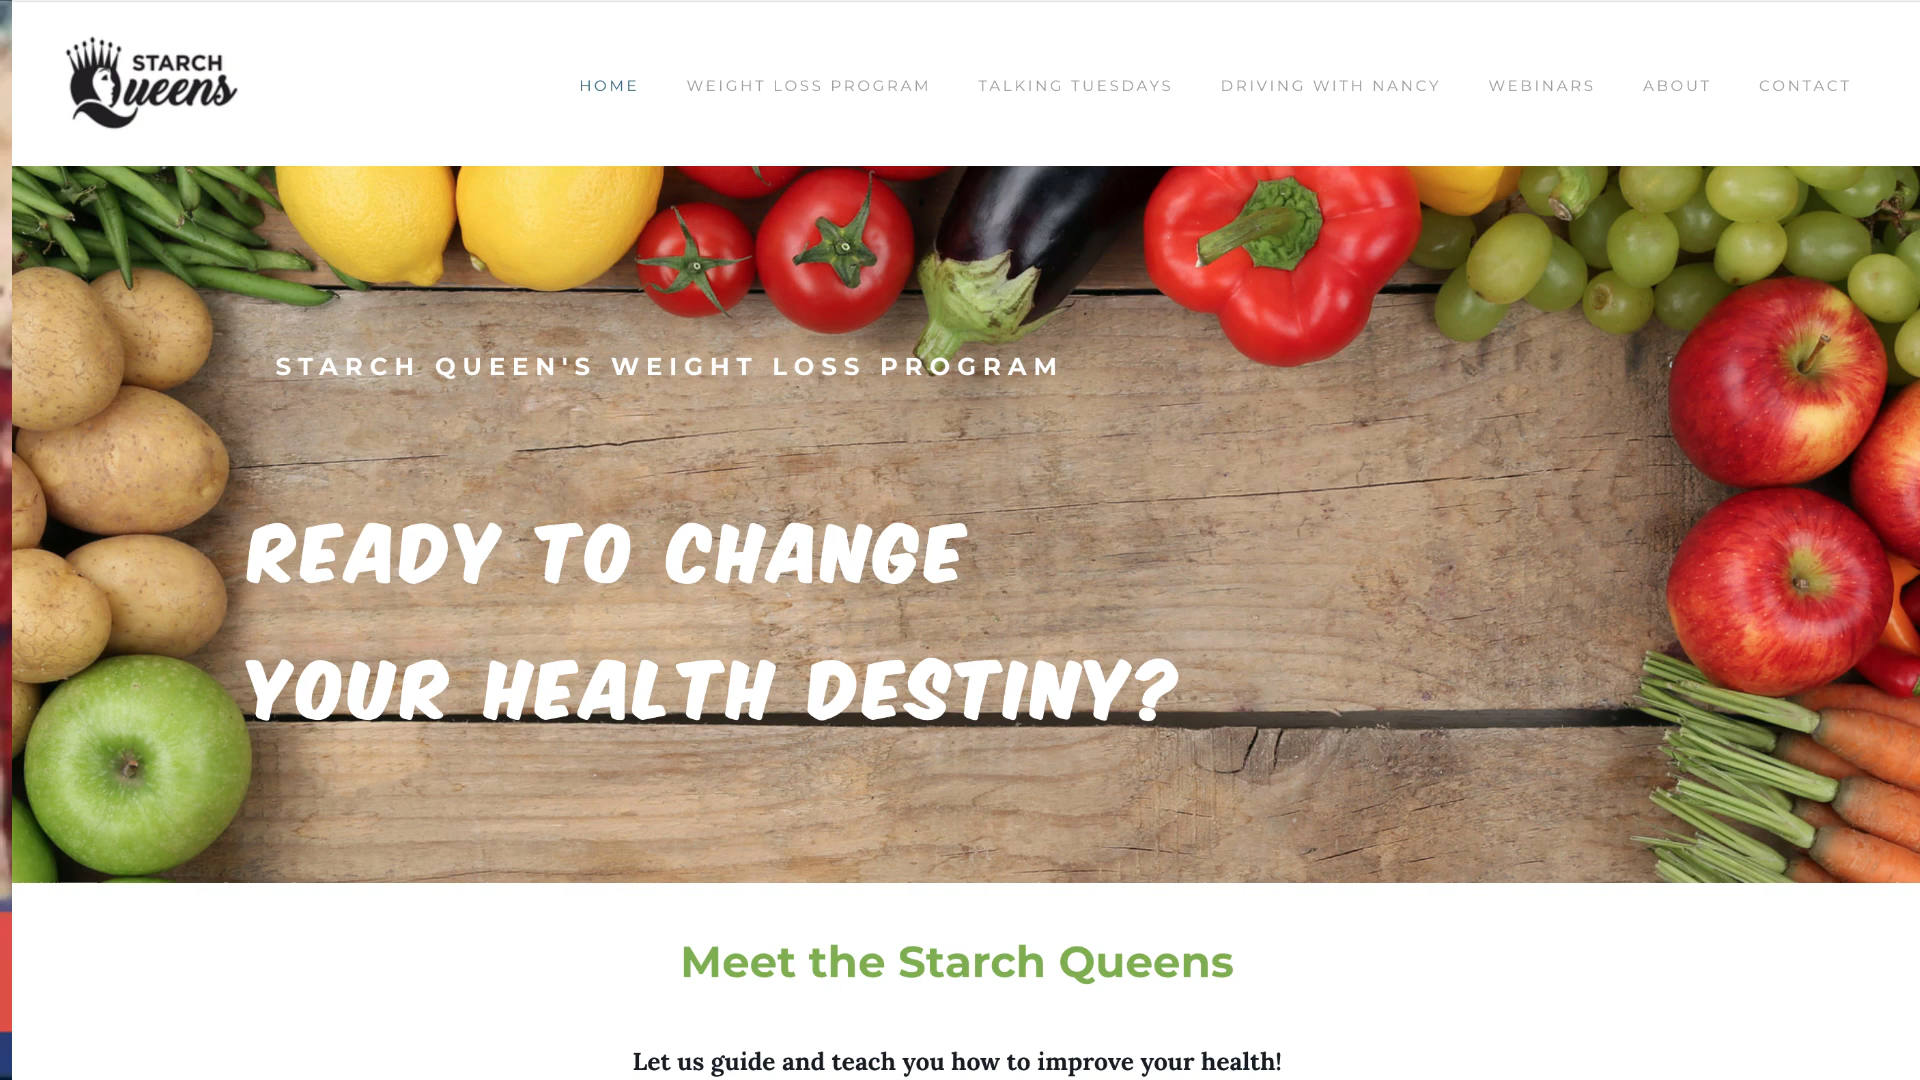 STARCH
Queens
HOME WEIGHT LOSS PROGRAM TALKING TUESDAYS DRIVING WITH NANCY WEBINARS ABOUT CONTACT
STARCH QUEEN'S WEIGHT LOSS PROGRAM
READY TO CHANGE
YOUR HEALTH DESTINY?
Meet the Starch Queens
Let us guide and teach you how to improve your health!